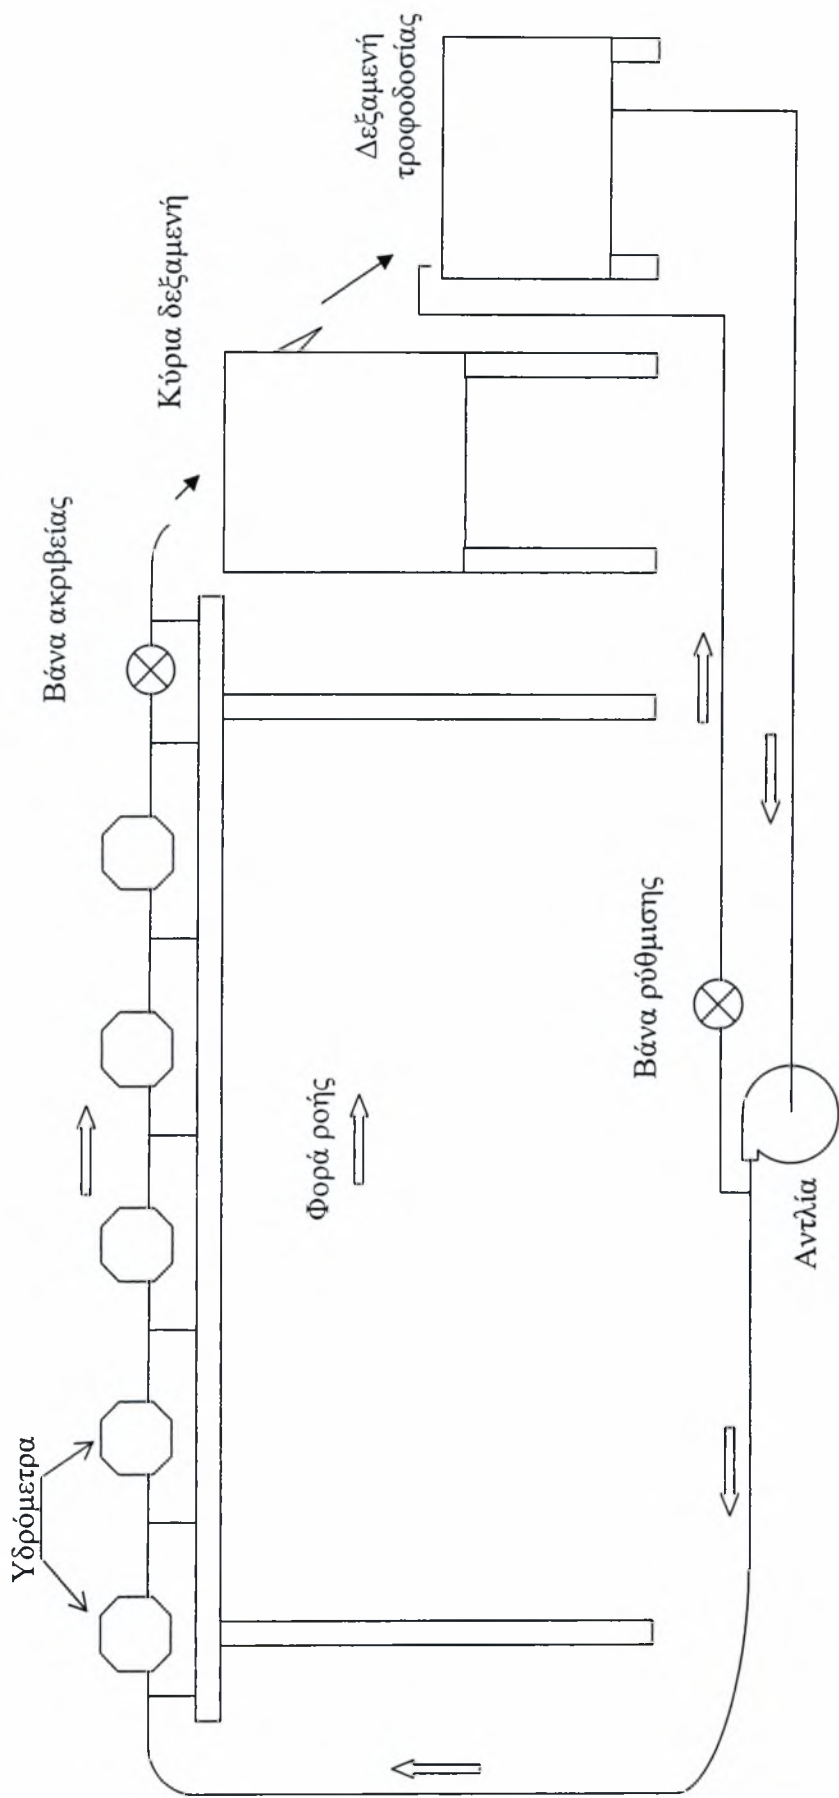 Υδρόμετρα
Βάνα ακριβείας
Κύρια δεξαμενή
Δεξαμενή
τροφοδοσίας
Φορά ροής
Βάνα ρύθμισης
Αντλία